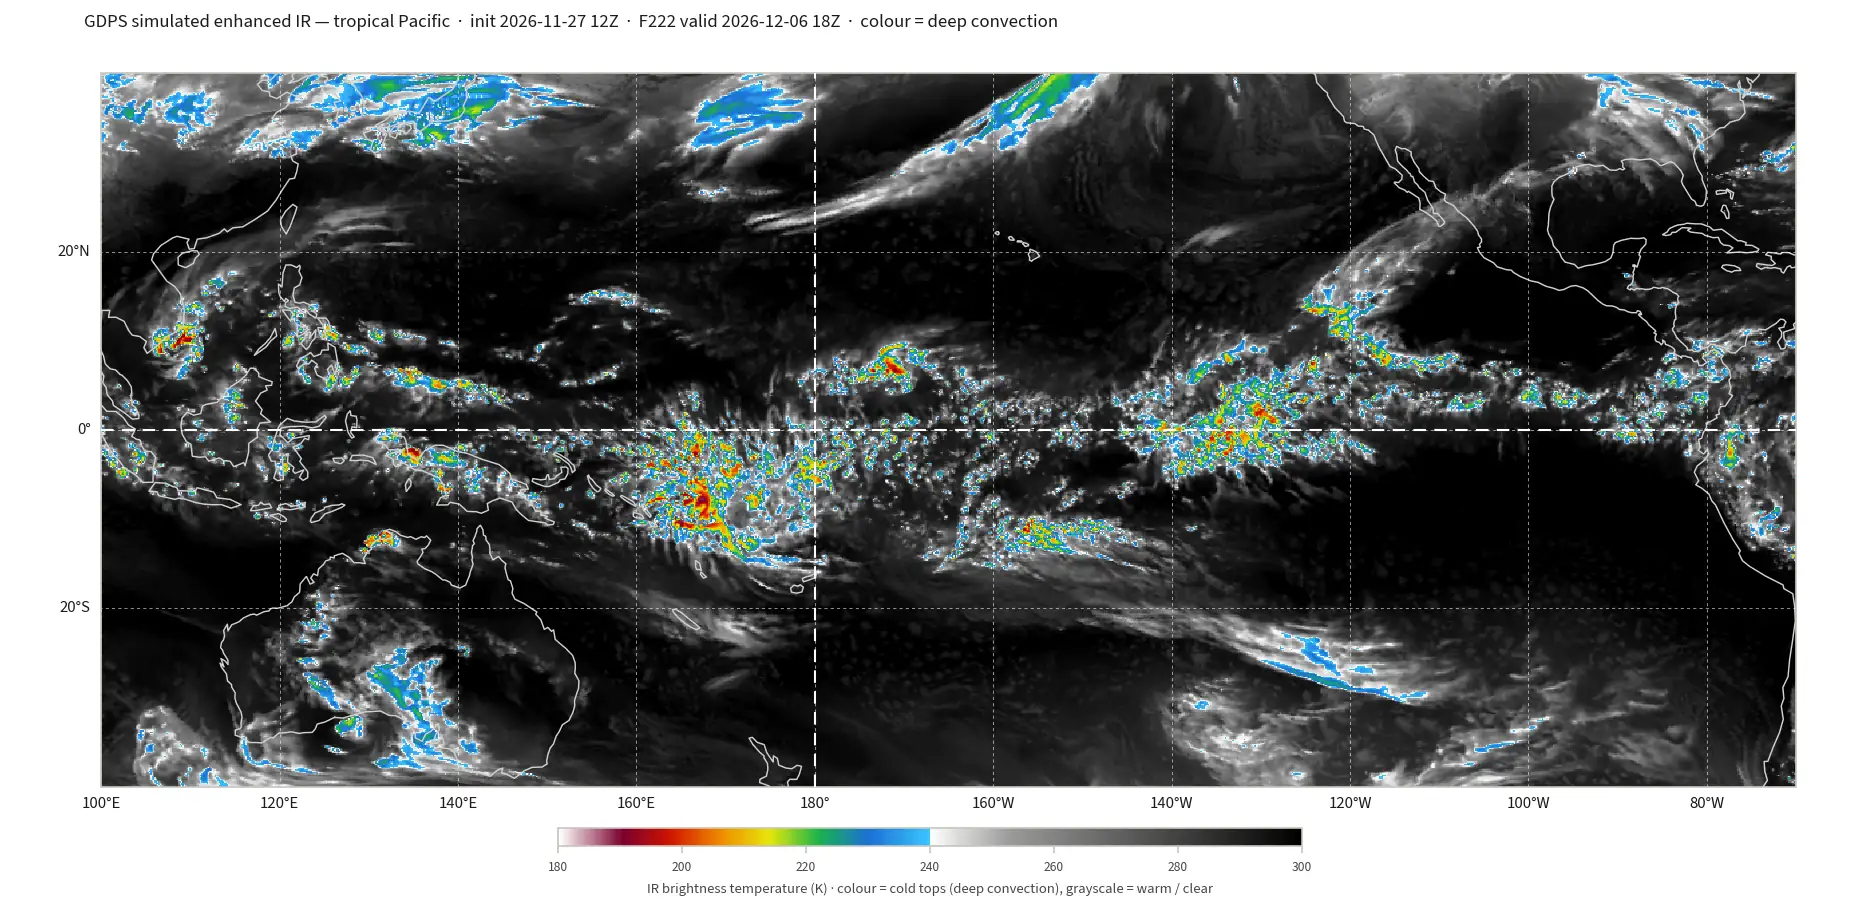 GDPS simulated enhanced IR — tropical Pacific · init 2026-11-27 12Z · F222 valid 2026-12-06 18Z · colour = deep convection
20°N
0°
20°S
100°E 120°E 140°E 160°E 180° 160°W 140°W 120°W 100°W 80°W
180 200 220 240 260 280 300
IR brightness temperature (K) · colour = cold tops (deep convection), grayscale = warm / clear